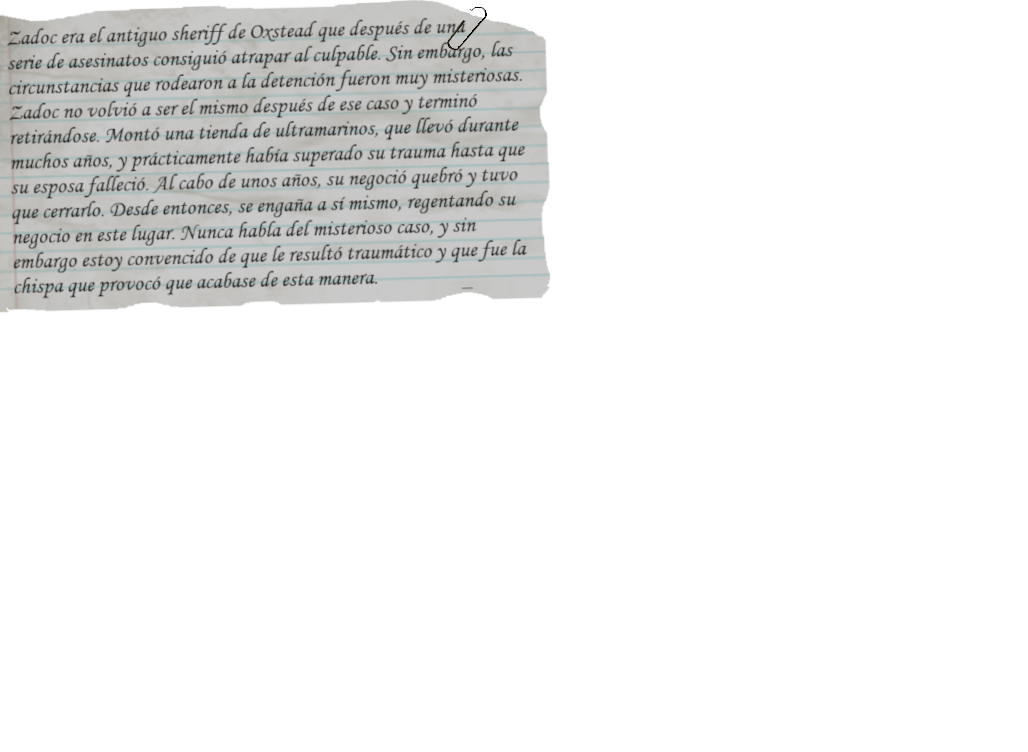 Zadoc era el antiguo sheriff de Oxstead que después de una
serie de asesinatos consiguió atrapar al culpable. Sin embargo, las
circunstancias que rodearon a la detención fueron muy misteriosas.
Zadoc no volvió a ser el mismo después de ese caso y terminó
retirándose. Montó una tienda de ultramarinos, que llevó durante
muchos años, y prácticamente había superado su trauma hasta que
su esposa falleció. Al cabo de unos años, su negoció quebró y tuvo
que cerrarlo. Desde entonces, se engaña a sí mismo, regentando su
negocio en este lugar. Nunca habla del misterioso caso, y sin
embargo estoy convencido de que le resultó traumático y que fue la
chispa que provocó que acabase de esta manera.